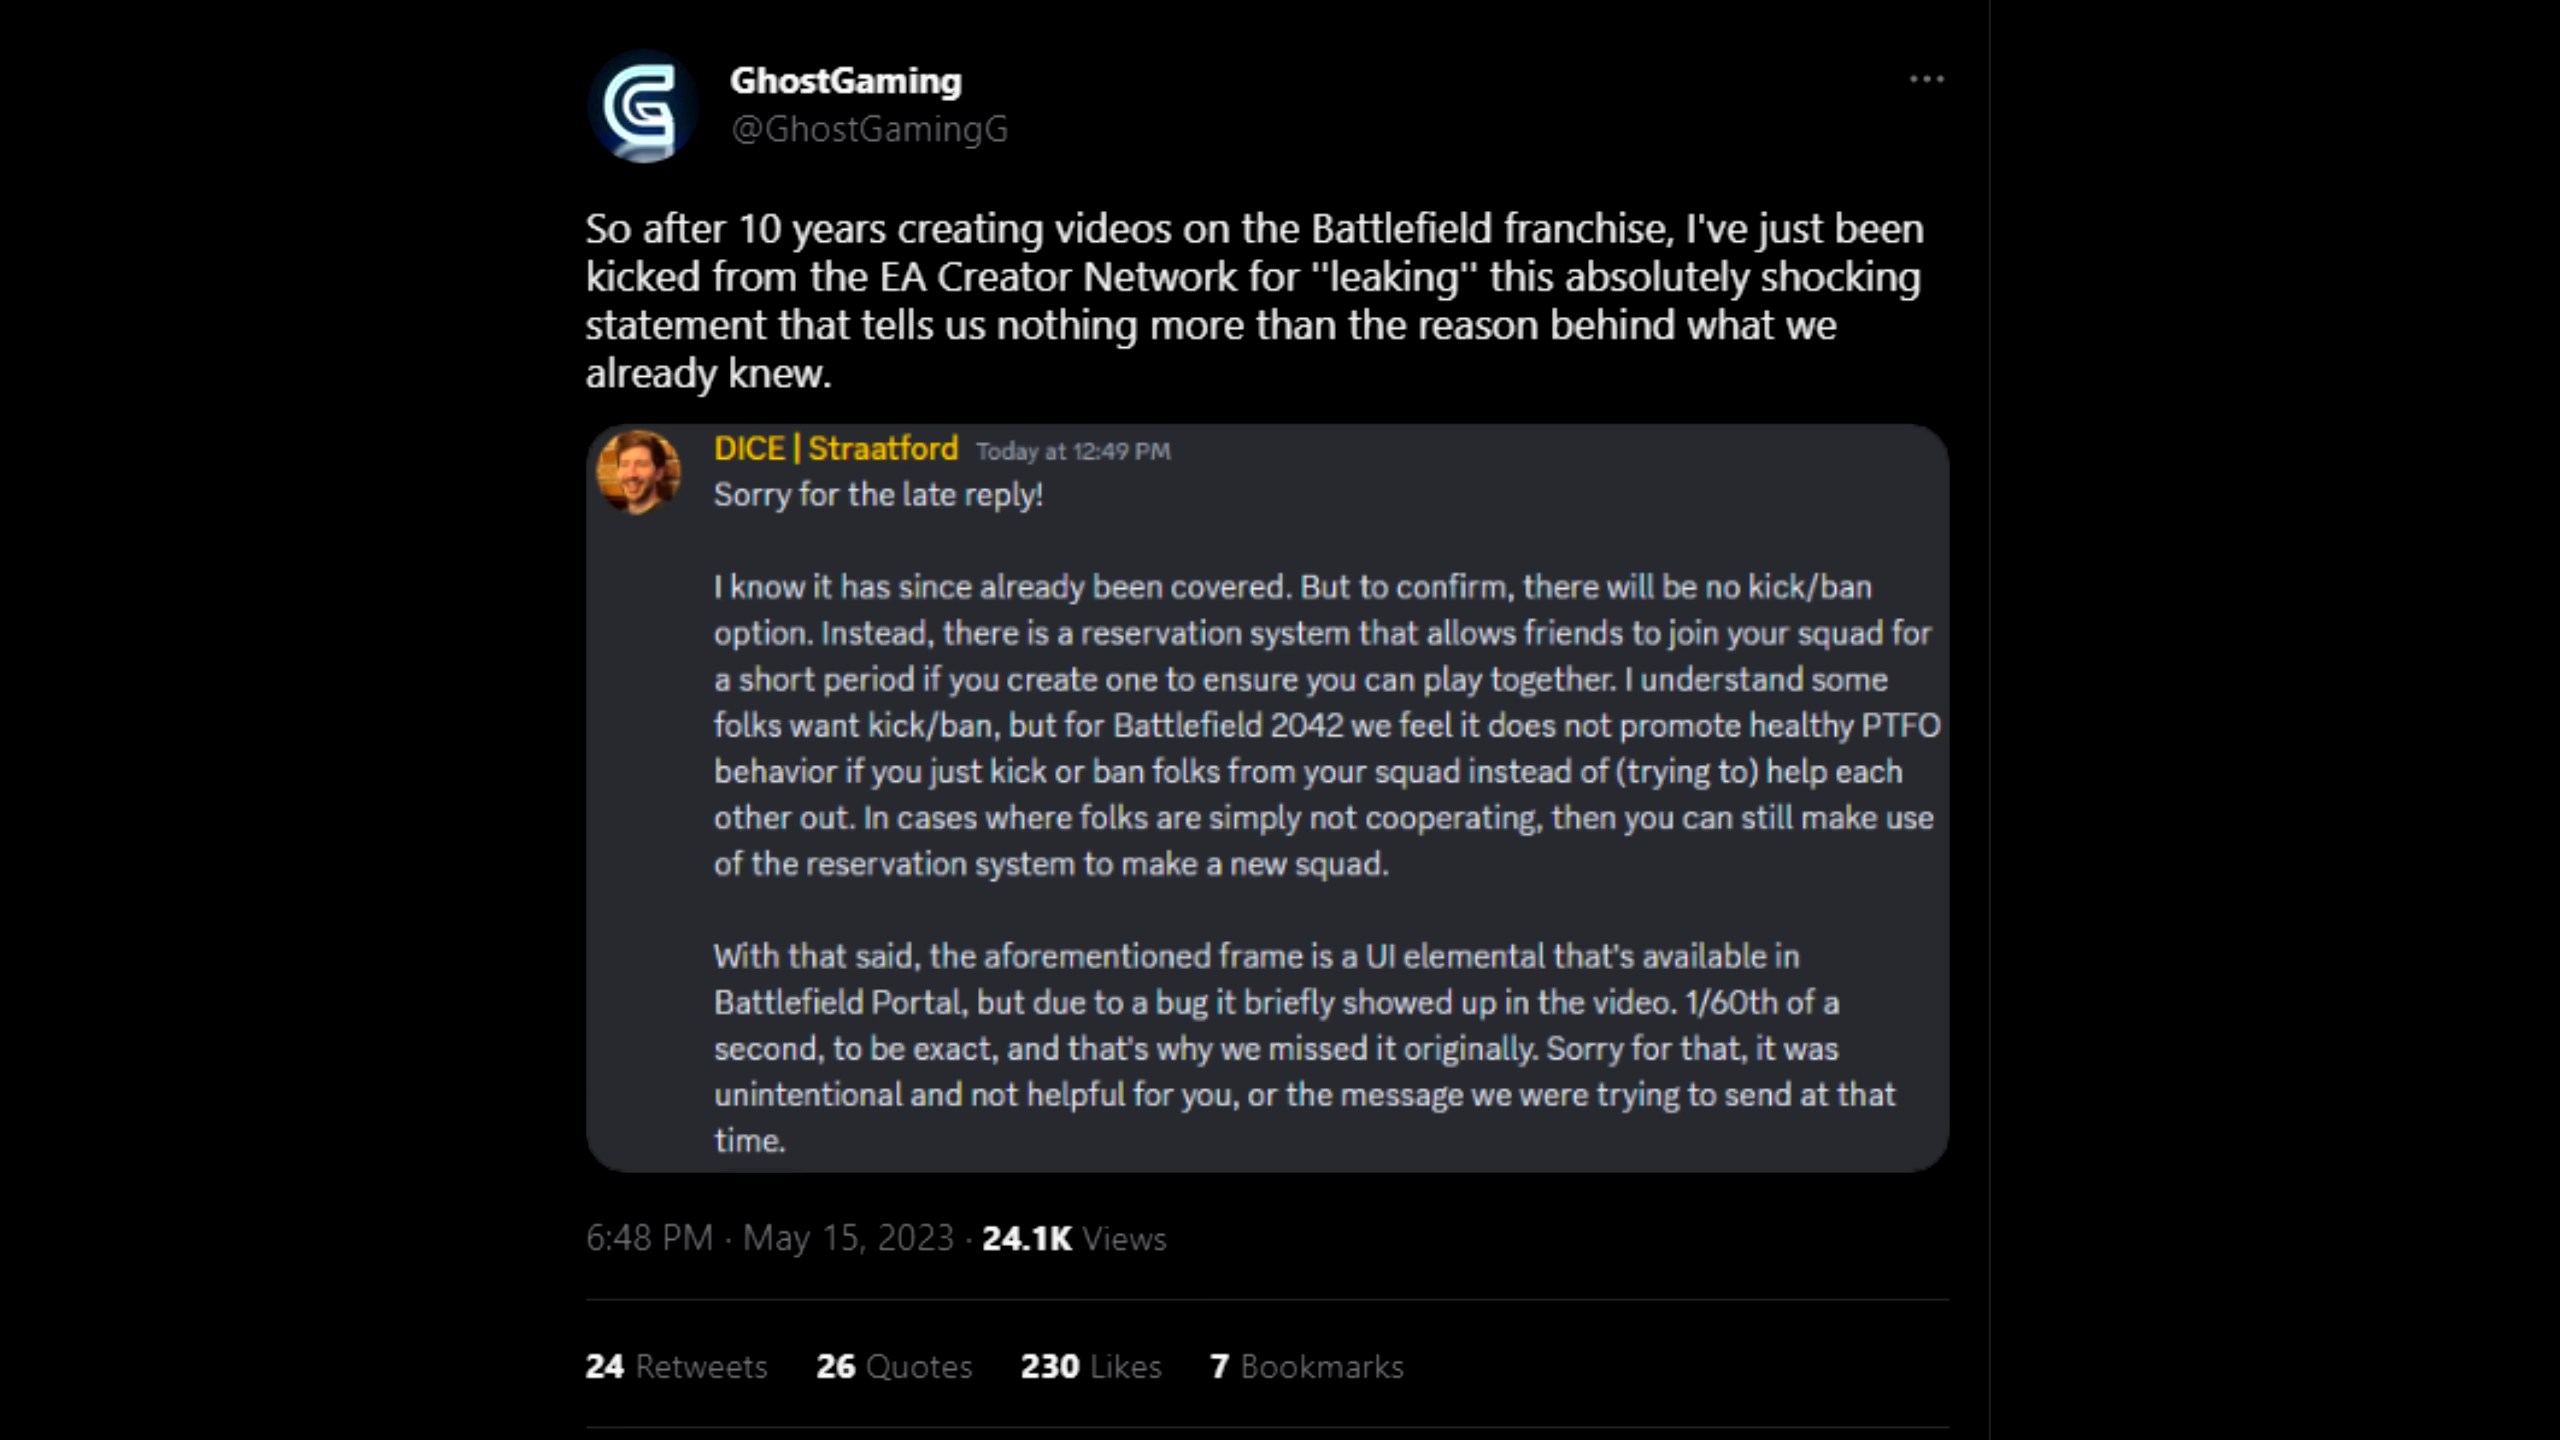 GhostGaming
@GhostGamingG
So after 10 years creating videos on the Battlefield franchise, I've just been
kicked from the EA Creator Network for "leaking" this absolutely shocking
statement that tells us nothing more than the reason behind what we
already knew.
DICE | Straatford Today at 12:49 PM
Sorry for the late reply!
I know it has since already been covered. But to confirm, there will be no kick/ban
option. Instead, there is a reservation system that allows friends to join your squad for
a short period if you create one to ensure you can play together. I understand some
folks want kick/ban, but for Battlefield 2042 we feel it does not promote healthy PTFO
behavior if you just kick or ban folks from your squad instead of (trying to) help each
other out. In cases where folks are simply not cooperating, then you can still make use
of the reservation system to make a new squad.
With that said, the aforementioned frame is a UI elemental that's available in
Battlefield Portal, but due to a bug it briefly showed up in the video. 1/60th of a
second, to be exact, and that's why we missed it originally. Sorry for that, it was
unintentional and not helpful for you, or the message we were trying to send at that
time.
6:48 PM · May 15, 2023 · 24.1K Views
24 Retweets 26 Quotes 230 Likes 7 Bookmarks